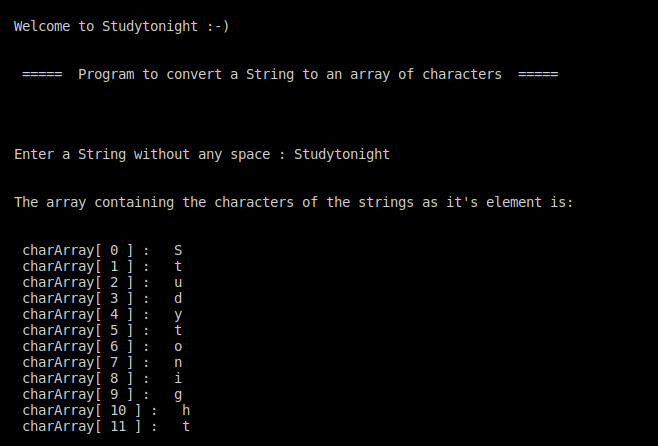 Welcome to Studytonight :-)
=====  Program to convert a String to an array of characters  =====
Enter a String without any space : Studytonight
The array containing the characters of the strings as it's element is:
charArray[ 0 ] :   S
charArray[ 1 ] :   t
charArray[ 2 ] :   u
charArray[ 3 ] :   d
charArray[ 4 ] :   y
charArray[ 5 ] :   t
charArray[ 6 ] :   o
charArray[ 7 ] :   n
charArray[ 8 ] :   i
charArray[ 9 ] :   g
charArray[ 10 ] :   h
charArray[ 11 ] :   t